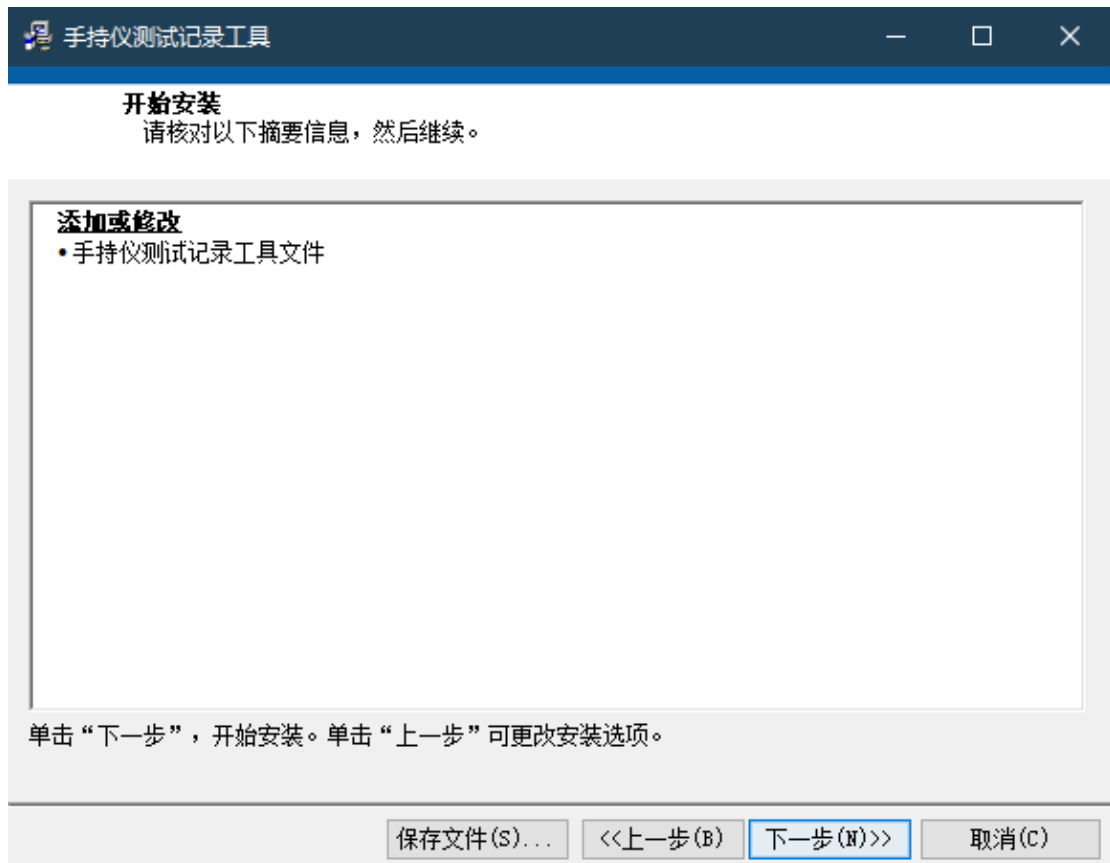 手持仪测试记录工具
开始安装
请核对以下摘要信息，然后继续。
添加或修改
•手持仪测试记录工具文件
单击“下一步”，开始安装。单击“上一步”可更改安装选项。
保存文件(S)... <<上一步(B) 下一步(N)>> 取消(C)